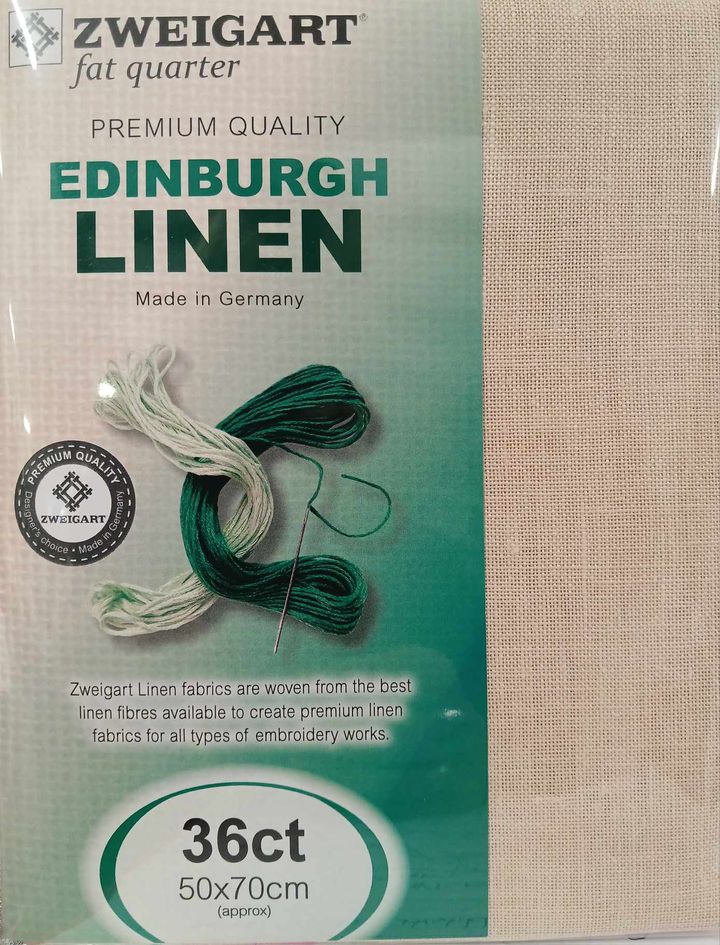 ZWEIGART®
fat quarter
PREMIUM QUALITY
EDINBURGH
LINEN
Made in Germany
PREMIUM QUALITY
ZWEIGART
Designer's choice • Made in Germany
Zweigart Linen fabrics are woven from the best
linen fibres available to create premium linen
fabrics for all types of embroidery works.
36ct
50x70cm
(approx)